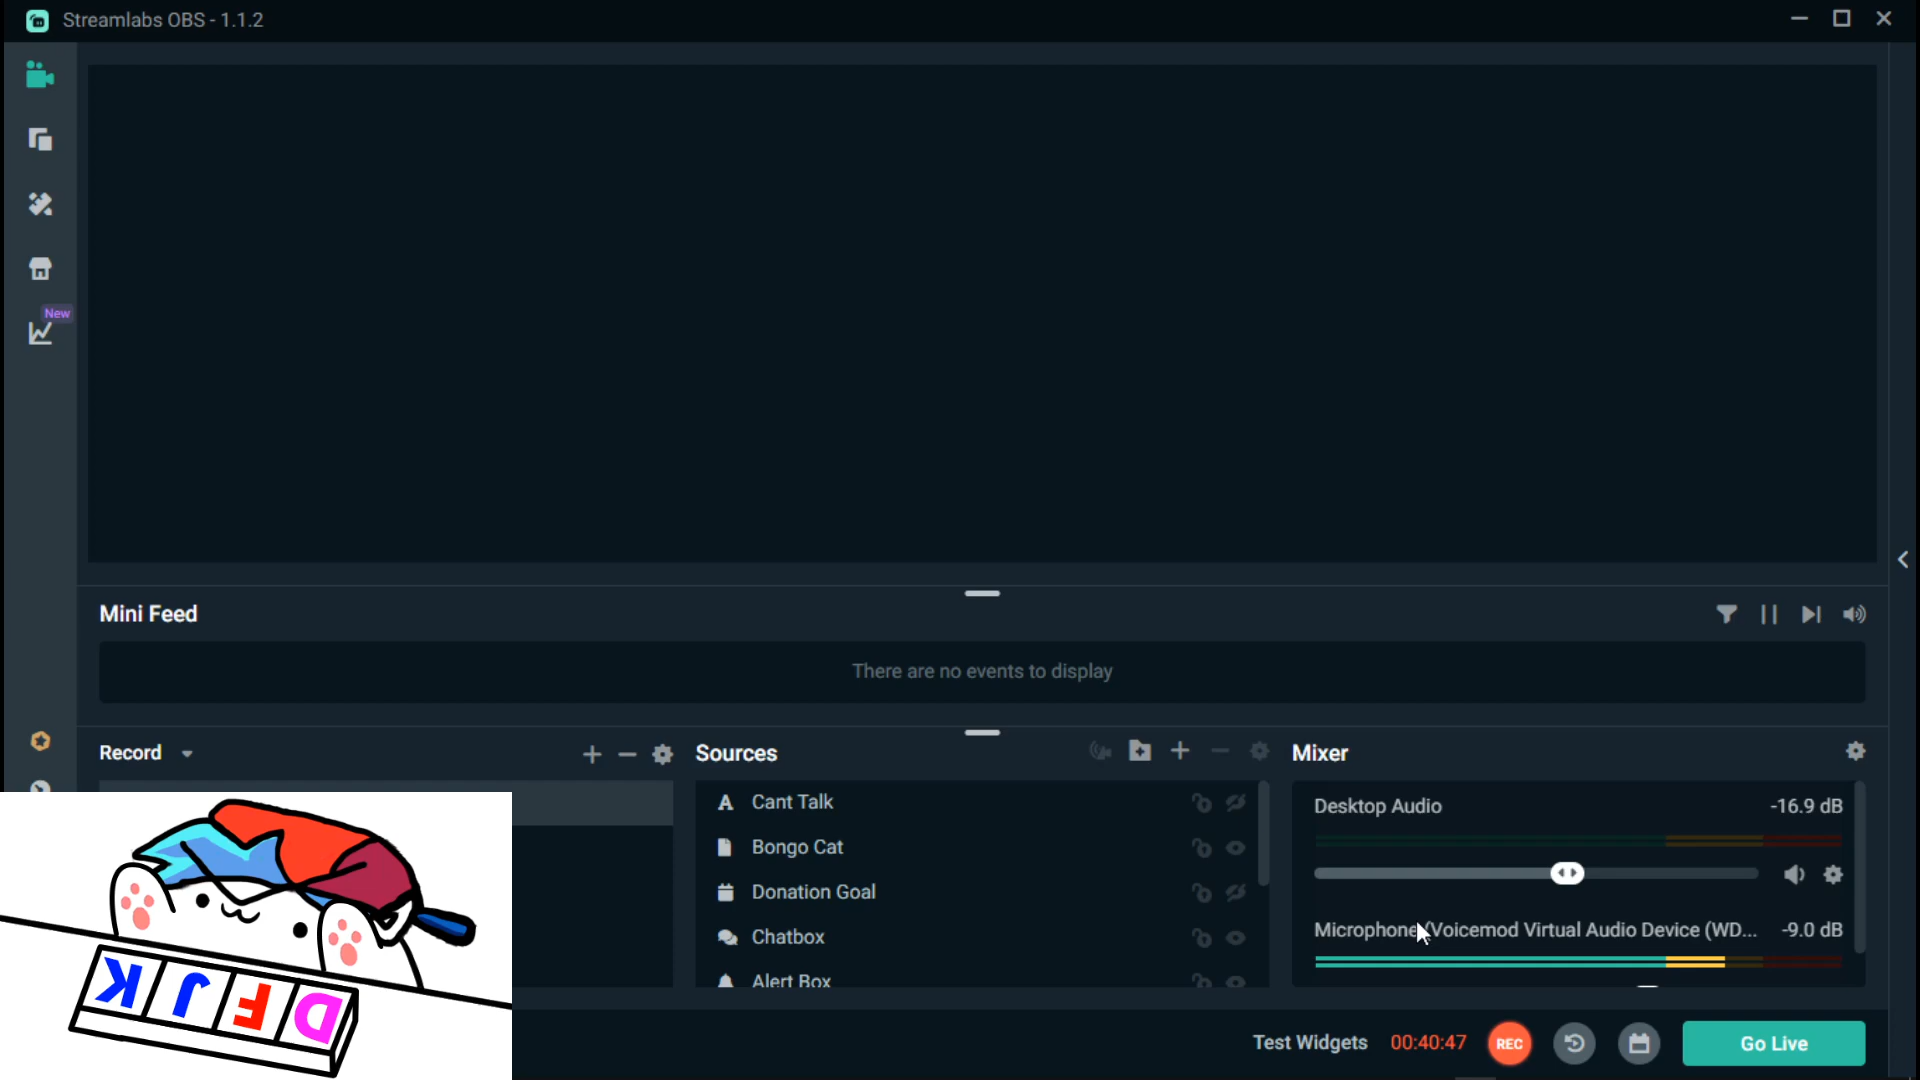 Streamlabs OBS - 1.1.2
New
Mini Feed
There are no events to display
Record
Sources
Mixer
Cant Talk
Bongo Cat
Donation Goal
Chatbox
Alert Box
Desktop Audio -16.9 dB
Microphone (Voicemod Virtual Audio Device (WD... -9.0 dB
K J F D
Test Widgets 00:40:47 REC Go Live